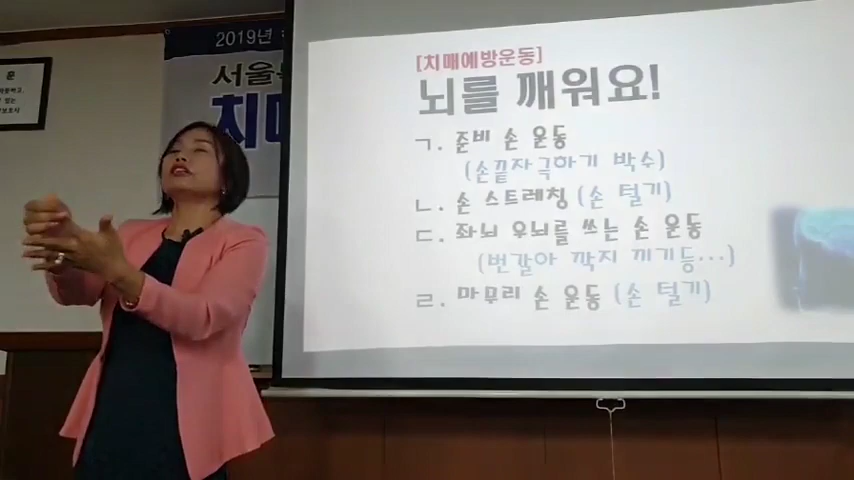 2019년
서울
치매
[치매예방운동]
뇌를 깨워요!
ㄱ. 준비 손 운동
(손끝자극하기 박수)
ㄴ. 손 스트레칭 (손 털기)
ㄷ. 좌뇌 우뇌를 쓰는 손 운동
(번갈아 깍지 끼기등...)
ㄹ. 마무리 손 운동 (손 털기)